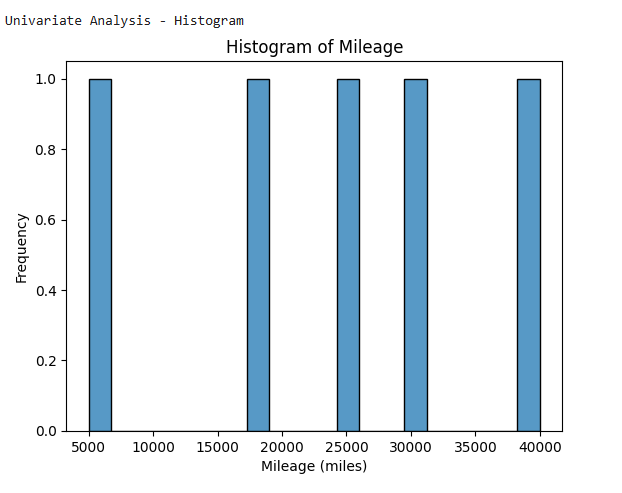 Univariate Analysis - Histogram
Histogram of Mileage
1.0
0.8
0.6
0.4
0.2
0.0
Frequency
5000 10000 15000 20000 25000 30000 35000 40000
Mileage (miles)